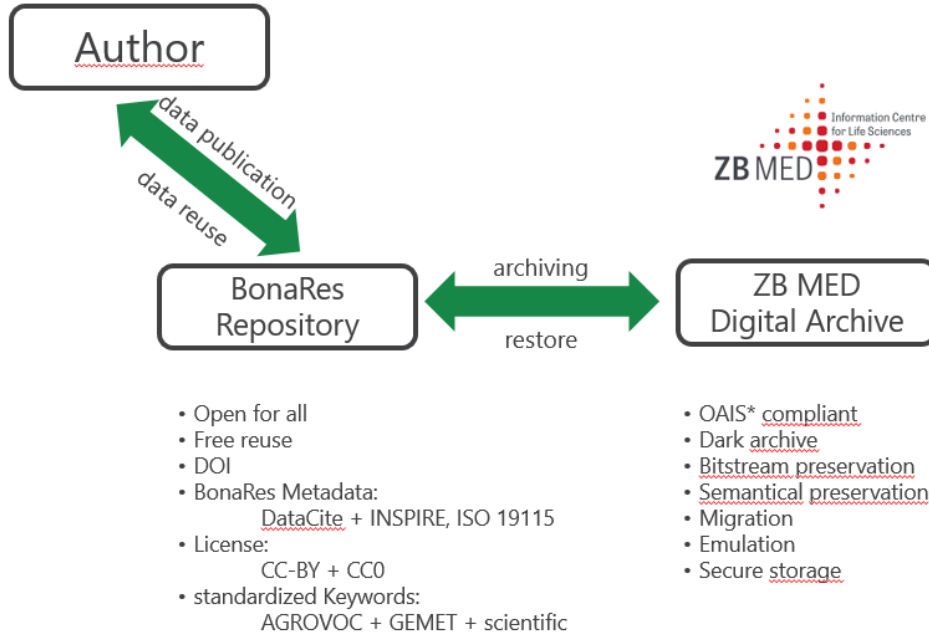 Author
data publication
data reuse
Information Centre
for Life Sciences
ZB MED
BonaRes
Repository
archiving
restore
ZB MED
Digital Archive
• Open for all
• Free reuse
• DOI
• BonaRes Metadata:
DataCite + INSPIRE, ISO 19115
• License:
CC-BY + CC0
• standardized Keywords:
AGROVOC + GEMET + scientific
• OAIS* compliant
• Dark archive
• Bitstream preservation
• Semantical preservation
• Migration
• Emulation
• Secure storage